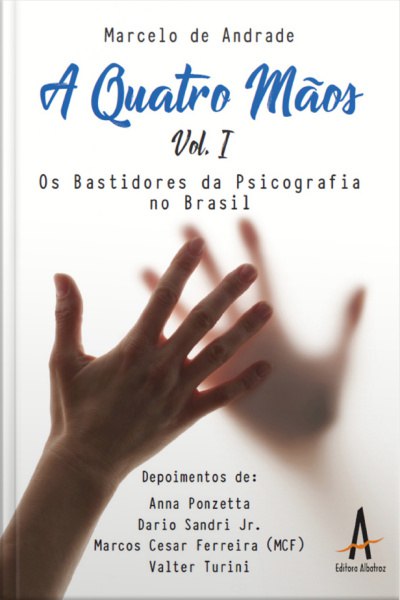 Marcelo de Andrade
A Quatro Mãos
Vol. I
Os Bastidores da Psicografia
no Brasil
Depoimentos de:
Anna Ponzetta
Dario Sandri Jr.
Marcos Cesar Ferreira (MCF)
Valter Turini
A
Editora Albatroz